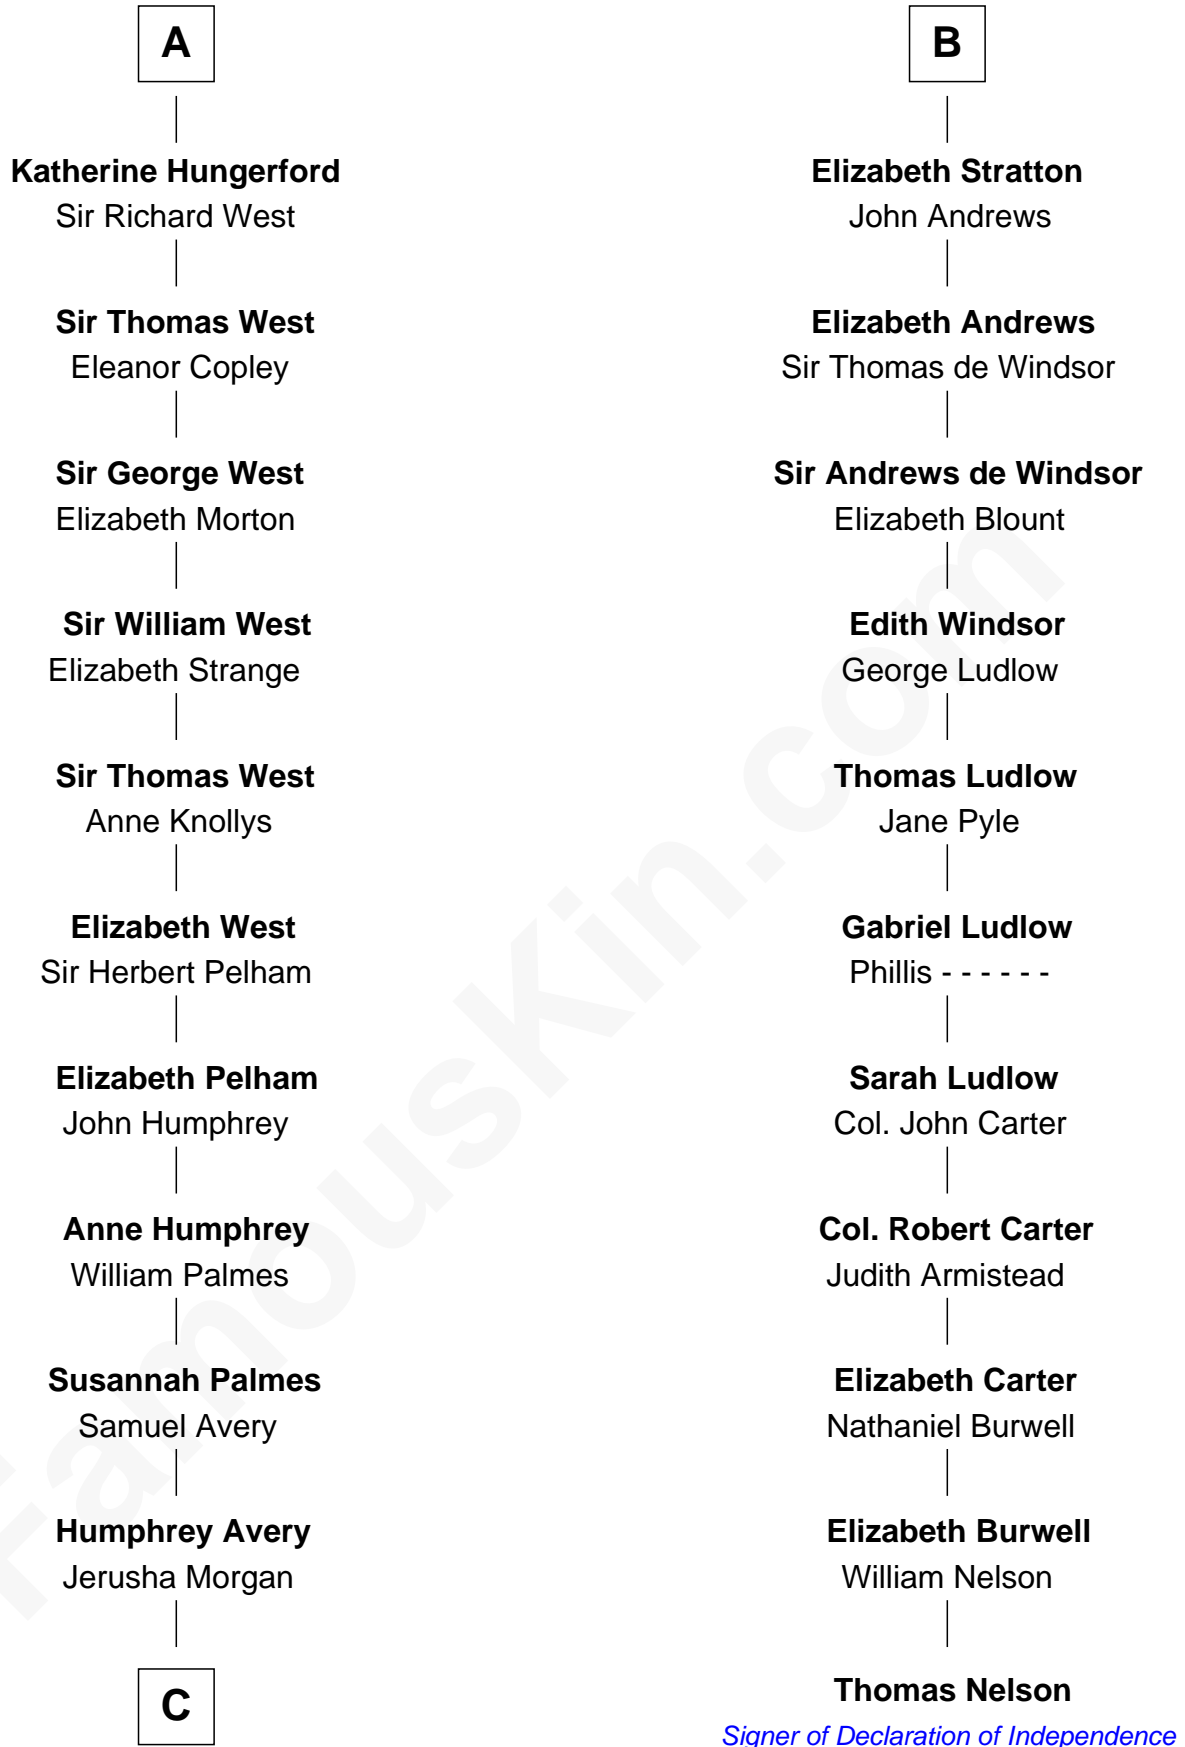 A
Katherine Hungerford
Sir Richard West
Sir Thomas West
Eleanor Copley
Sir George West
Elizabeth Morton
Sir William West
Elizabeth Strange
Sir Thomas West
Anne Knollys
Elizabeth West
Sir Herbert Pelham
Elizabeth Pelham
John Humphrey
Anne Humphrey
William Palmes
Susannah Palmes
Samuel Avery
Humphrey Avery
Jerusha Morgan
C
B
Elizabeth Stratton
John Andrews
Elizabeth Andrews
Sir Thomas de Windsor
Sir Andrews de Windsor
Elizabeth Blount
Edith Windsor
George Ludlow
Thomas Ludlow
Jane Pyle
Gabriel Ludlow
Phillis - - - - - -
Sarah Ludlow
Col. John Carter
Col. Robert Carter
Judith Armistead
Elizabeth Carter
Nathaniel Burwell
Elizabeth Burwell
William Nelson
Thomas Nelson
Signer of Declaration of Independence
FamousKin.com